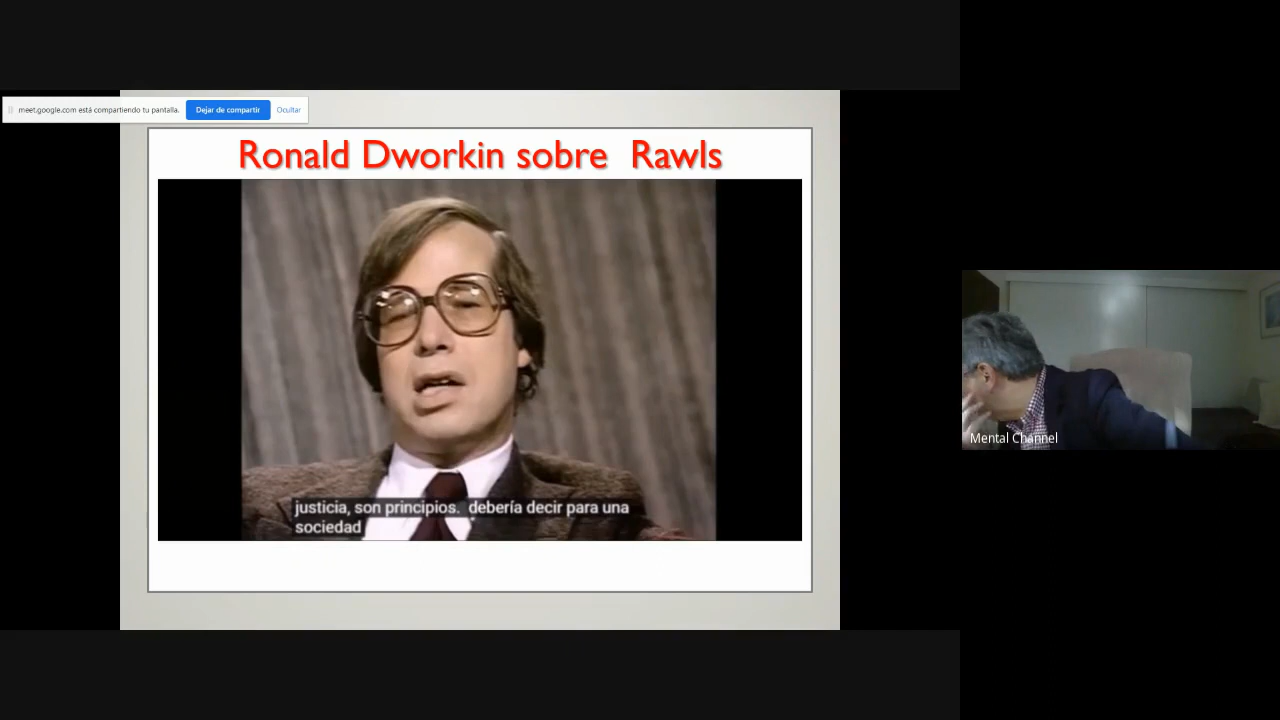 meet.google.com está compartiendo tu pantalla.
Dejar de compartir
Ocultar
Ronald Dworkin sobre Rawls
justicia, son principios. debería decir para una
sociedad
Mental Channel